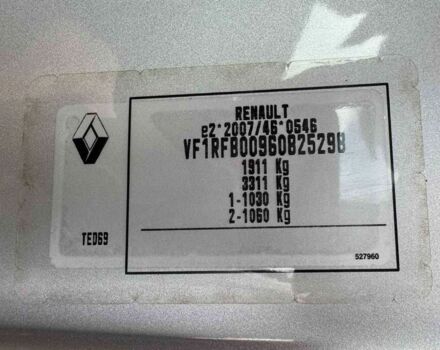 RENAULT
e2*2007/46*0546
VF1RFB00960825298
1911 Kg
3311 Kg
1-1030 Kg
2-1060 Kg
TED69
527960